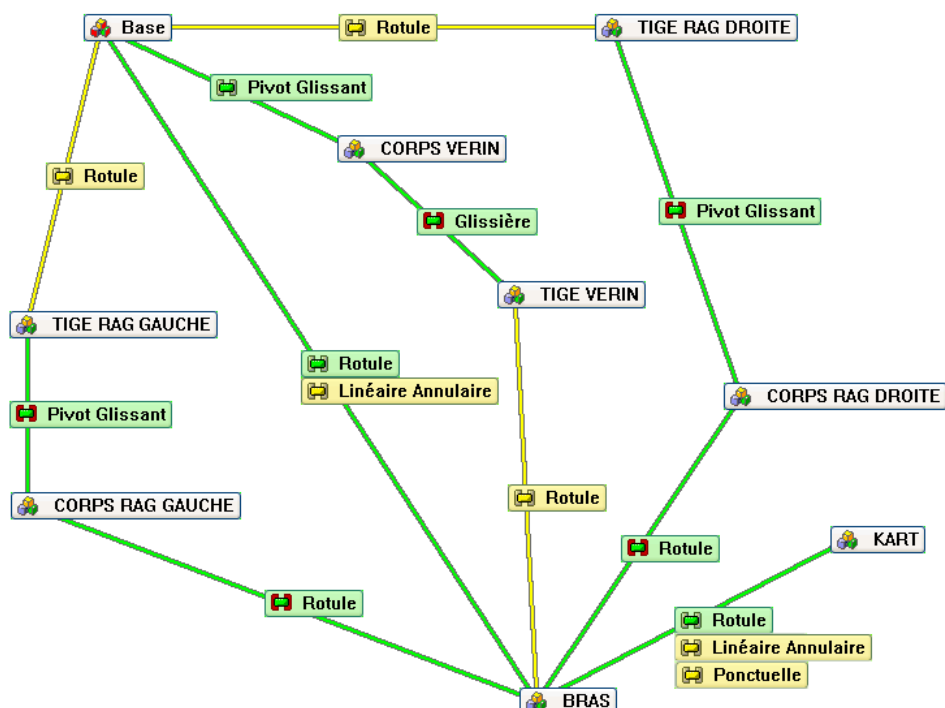 Base
Rotule
TIGE RAG DROITE
Pivot Glissant
CORPS VERIN
Rotule
Pivot Glissant
Glissière
TIGE VERIN
TIGE RAG GAUCHE
Rotule
Linéaire Annulaire
CORPS RAG DROITE
Pivot Glissant
Rotule
CORPS RAG GAUCHE
KART
Rotule
Rotule
Rotule
Linéaire Annulaire
Ponctuelle
BRAS